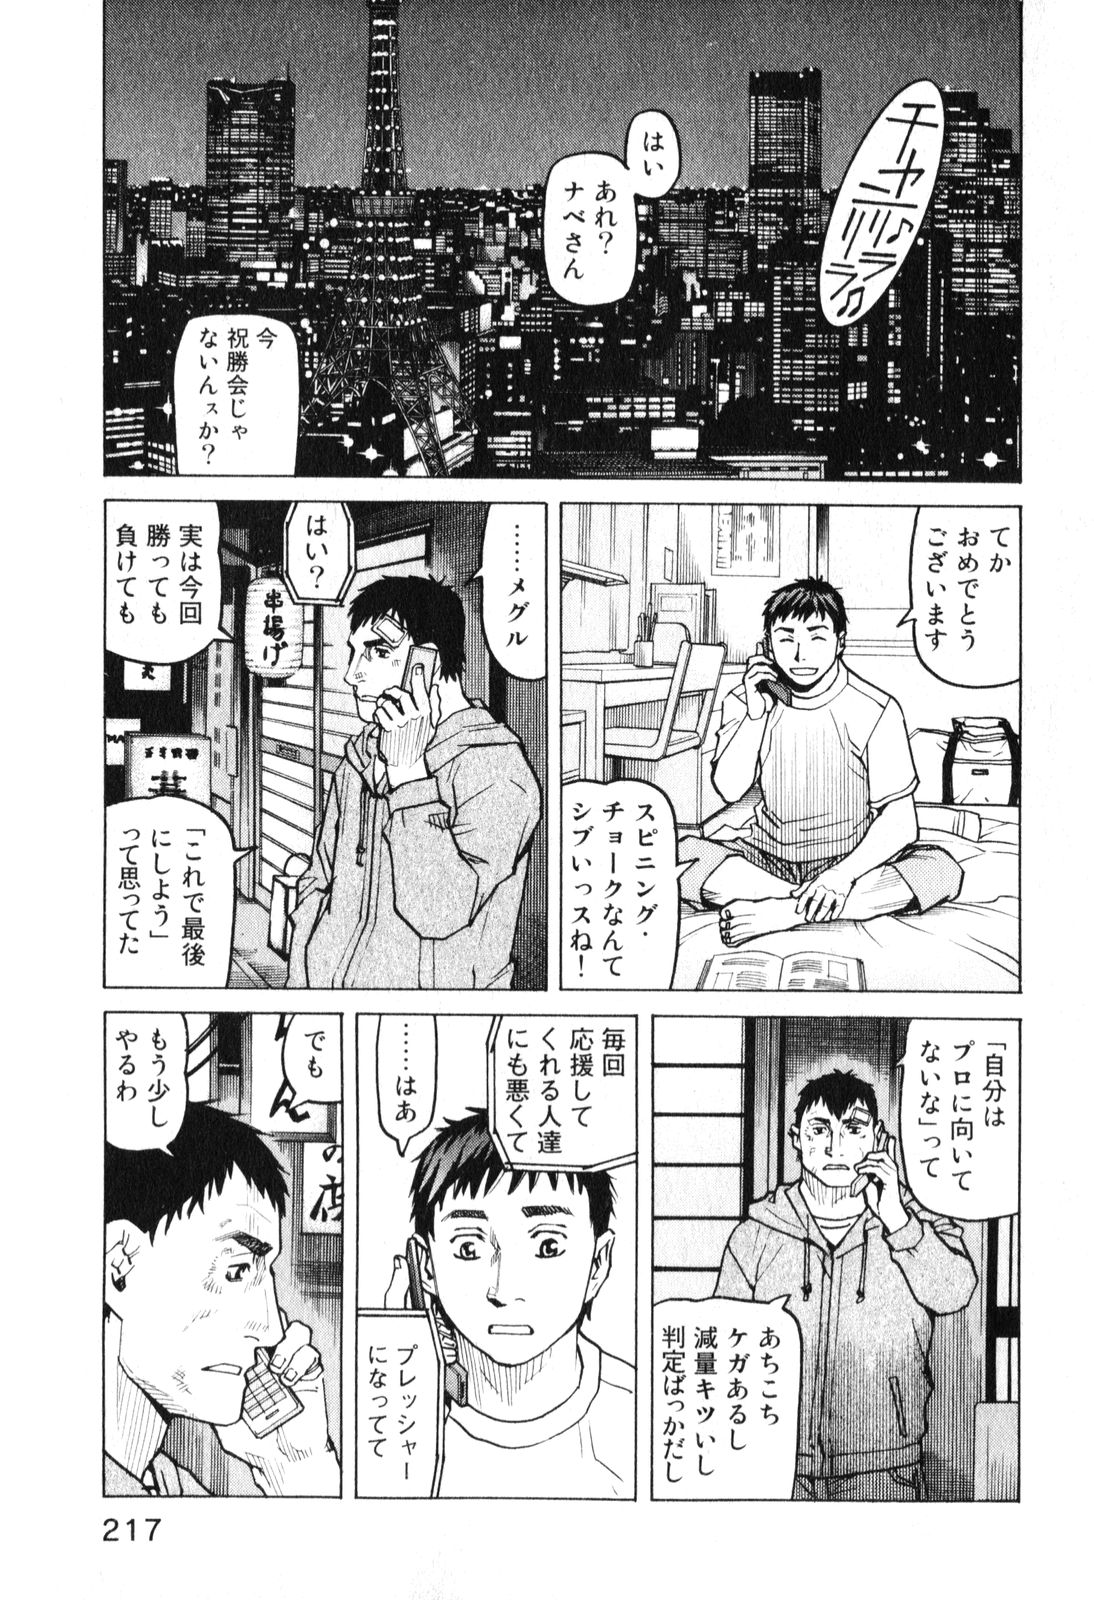 チャンリラ♪
リラ♫
はい
あれ?
ナベさん
今
祝勝会じゃ
ないんスか?
てか
おめでとう
ございます
スピニング・
チョークなんて
シブいっスね!
……メグル
はい?
串揚げ
実は今回
勝っても
負けても
「これで最後
にしよう」
って思ってた
「自分は
プロに向いて
ないな」って
あちこち
ケガあるし
減量キツいし
判定ばっかだし
毎回
応援して
くれる人達
にも悪くて
……はあ
プレッシャー
になってて
でも
もう少し
やるわ
217